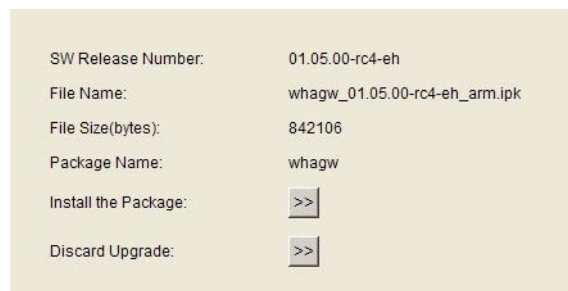 SW Release Number: 01.05.00-rc4-eh
File Name: whagw_01.05.00-rc4-eh_arm.ipk
File Size(bytes): 842106
Package Name: whagw
Install the Package: >>
Discard Upgrade: >>